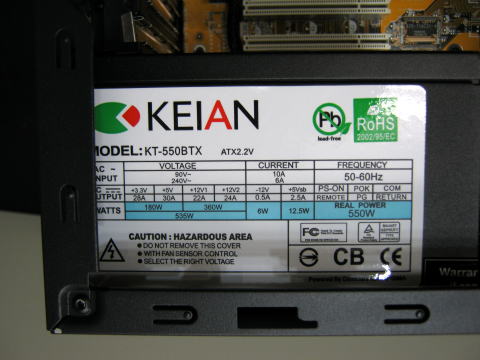 KEIAN
Pb
lead-free
RoHS
2002/95/EC
MODEL: KT-550BTX ATX2.2V
AC ~ INPUT
VOLTAGE CURRENT FREQUENCY
90V~ 10A 50-60Hz
240V~ 6A
DC OUTPUT
+3.3V +5V +12V1 +12V2 -12V +5Vsb PS-ON POK COM
28A 30A 22A 24A 0.5A 2.5A REMOTE PG RETURN
WATTS 180W 360W 6W 12.5W REAL POWER
535W 550W
CAUTION : HAZARDOUS AREA
● DO NOT REMOVE THIS COVER
● WITH FAN SENSOR CONTROL
● SELECT THE RIGHT VOLTAGE
FC
CB CE
Powered By
Warran